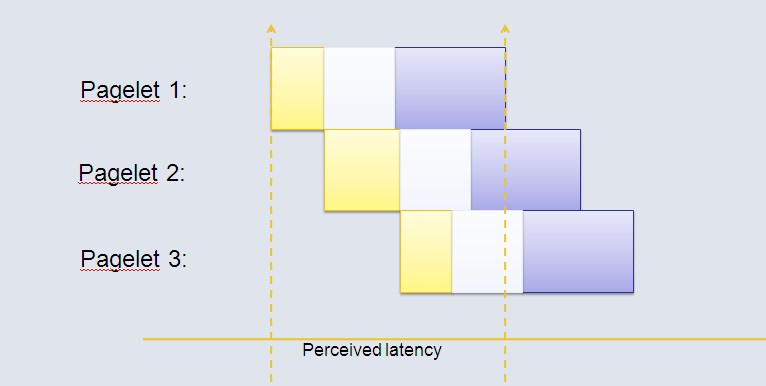 Pagelet 1:
Pagelet 2:
Pagelet 3:
Perceived latency